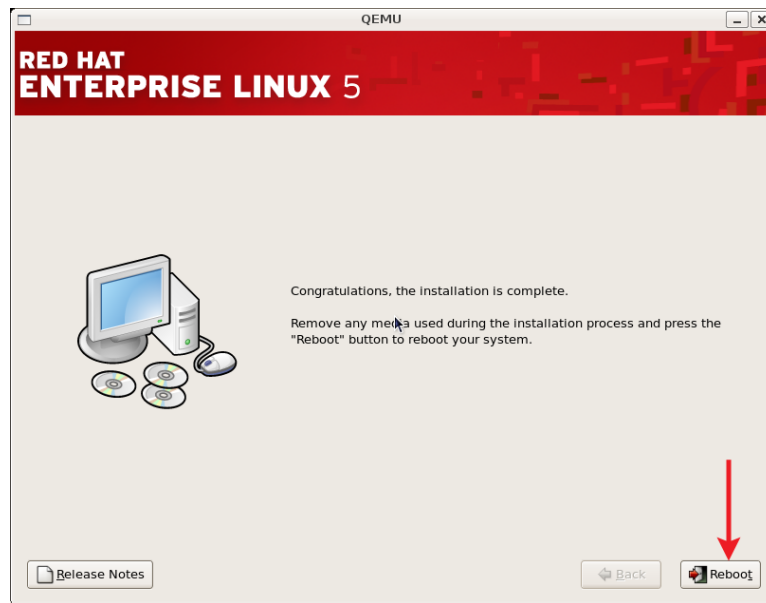 QEMU
RED HAT
ENTERPRISE LINUX 5
Congratulations, the installation is complete.
Remove any media used during the installation process and press the
"Reboot" button to reboot your system.
Release Notes
Back
Reboot